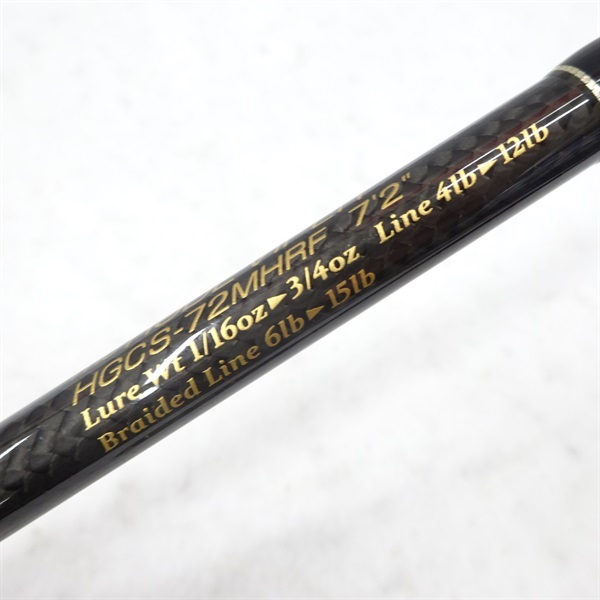 HGCS-72MHRF 7'2"
Lure Wt 1/16oz▶3/4oz Line 4lb▶12lb
Braided Line 6lb▶15lb